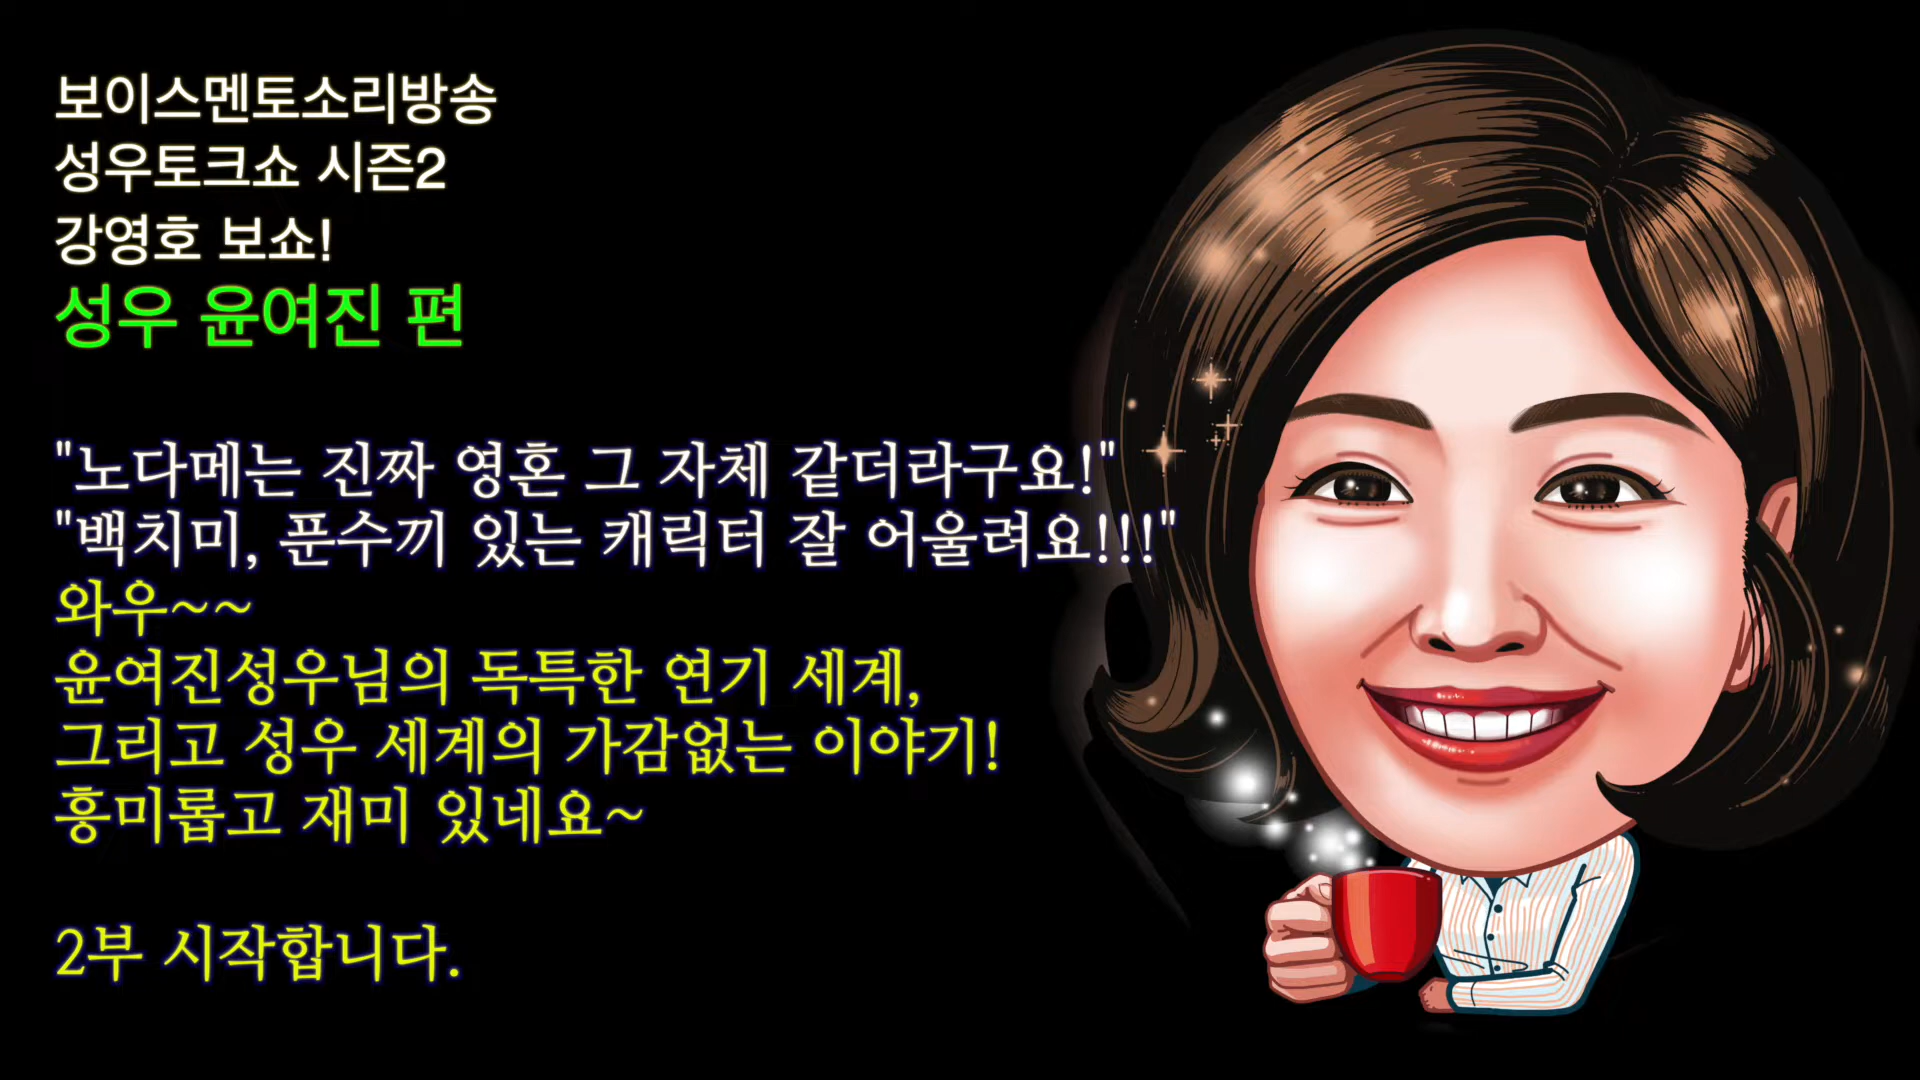 보이스멘토소리방송
성우토크쇼 시즌2
강영호 보쇼!
성우 윤여진 편
"노다메는 진짜 영혼 그 자체 같더라구요!"
"백치미, 푼수끼 있는 캐릭터 잘 어울려요!!!"
와우~~
윤여진성우님의 독특한 연기 세계,
그리고 성우 세계의 가감없는 이야기!
흥미롭고 재미 있네요~
2부 시작합니다.